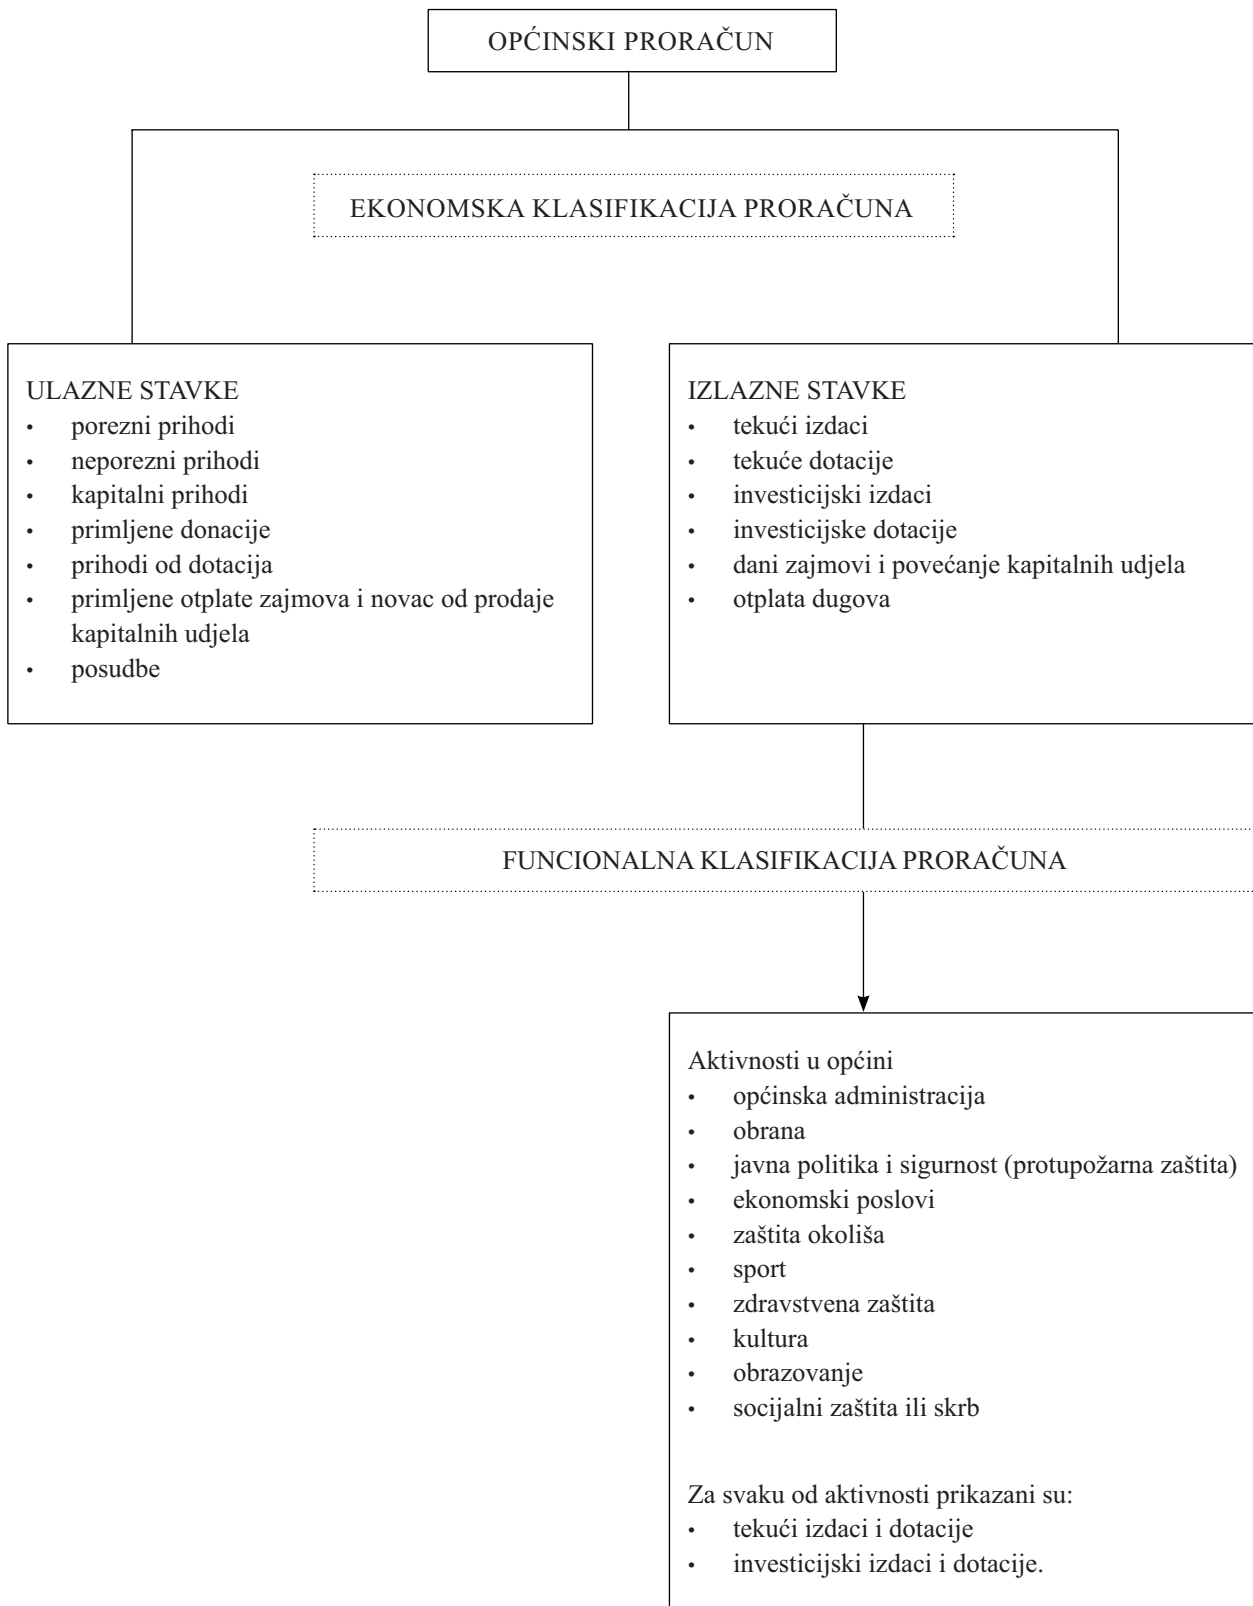 OPĆINSKI PRORAČUN
EKONOMSKA KLASIFIKACIJA PRORAČUNA
ULAZNE STAVKE
• porezni prihodi
• neporezni prihodi
• kapitalni prihodi
• primljene donacije
• prihodi od dotacija
• primljene otplate zajmova i novac od prodaje
kapitalnih udjela
• posudbe
IZLAZNE STAVKE
• tekući izdaci
• tekuće dotacije
• investicijski izdaci
• investicijske dotacije
• dani zajmovi i povećanje kapitalnih udjela
• otplata dugova
FUNCIONALNA KLASIFIKACIJA PRORAČUNA
Aktivnosti u općini
• općinska administracija
• obrana
• javna politika i sigurnost (protupožarna zaštita)
• ekonomski poslovi
• zaštita okoliša
• sport
• zdravstvena zaštita
• kultura
• obrazovanje
• socijalni zaštita ili skrb
Za svaku od aktivnosti prikazani su:
• tekući izdaci i dotacije
• investicijski izdaci i dotacije.